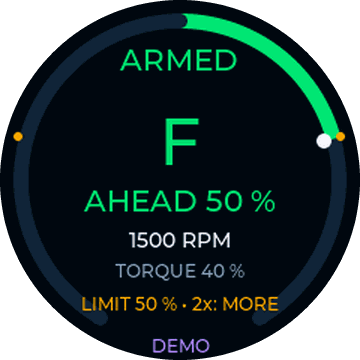 ARMED
F
AHEAD 50 %
1500 RPM
TORQUE 40 %
LIMIT 50 % • 2x: MORE
DEMO